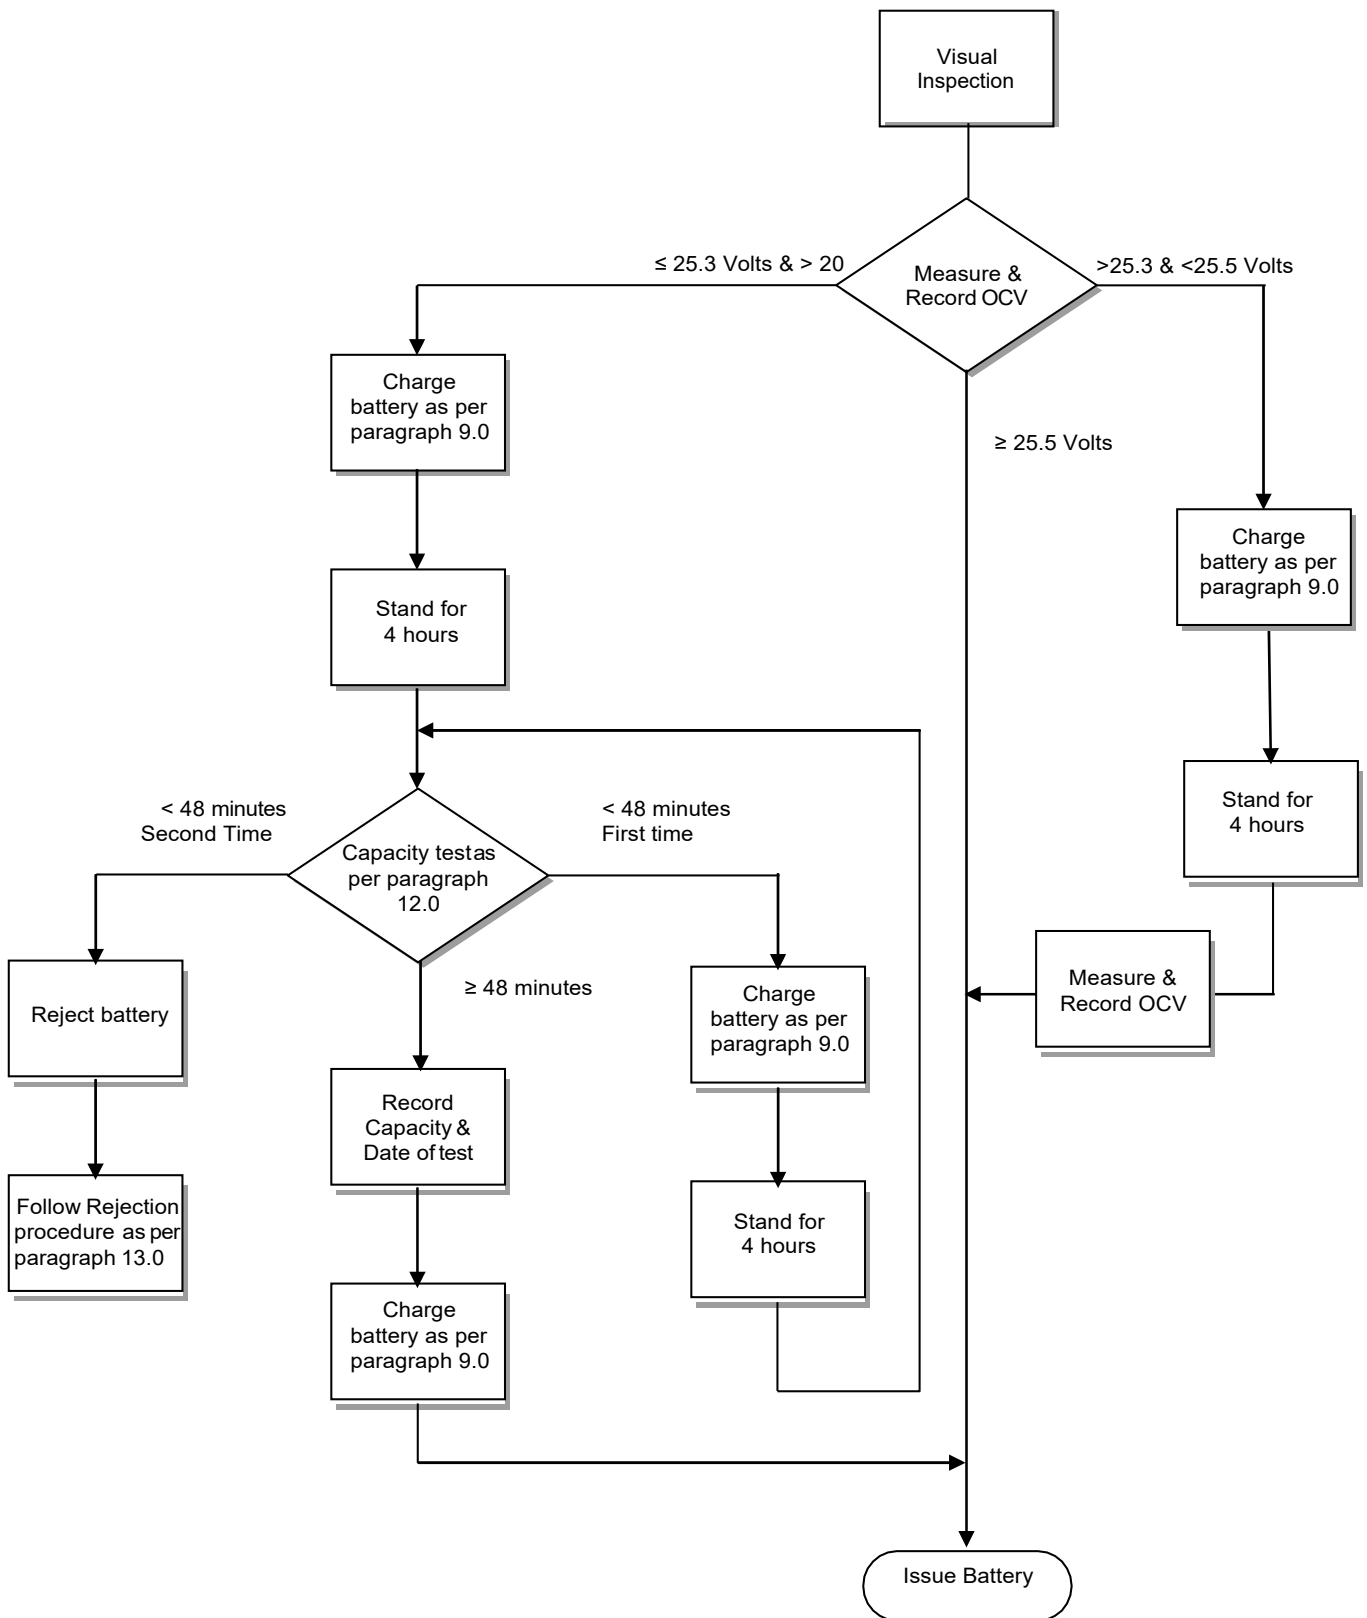 Visual
Inspection
≤ 25.3 Volts & > 20
Measure &
Record OCV
>25.3 & <25.5 Volts
Charge
battery as per
paragraph 9.0
≥ 25.5 Volts
Charge
battery as per
paragraph 9.0
Stand for
4 hours
Stand for
4 hours
< 48 minutes
Second Time
< 48 minutes
First time
Capacity testas
per paragraph
12.0
Reject battery
≥ 48 minutes
Charge
battery as per
paragraph 9.0
Measure &
Record OCV
Record
Capacity &
Date of test
Follow Rejection
procedure as per
paragraph 13.0
Stand for
4 hours
Charge
battery as per
paragraph 9.0
Issue Battery